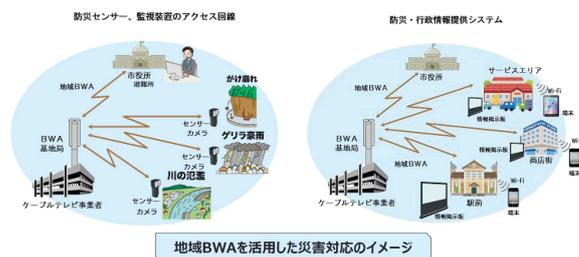 防災センサー、監視装置のアクセス回線
市役所
避難所
地域BWA
がけ崩れ
センサー
カメラ
ゲリラ豪雨
BWA
基地局
センサー
カメラ
川の氾濫
センサー
カメラ
ケーブルテレビ事業者
防災・行政情報提供システム
市役所
サービスエリア
地域BWA
Wi-Fi
情報掲示板
端末
BWA
基地局
情報掲示板
Wi-Fi
商店街
端末
地域BWA
Wi-Fi
駅前
端末
情報掲示板
ケーブルテレビ事業者
地域BWAを活用した災害対応のイメージ